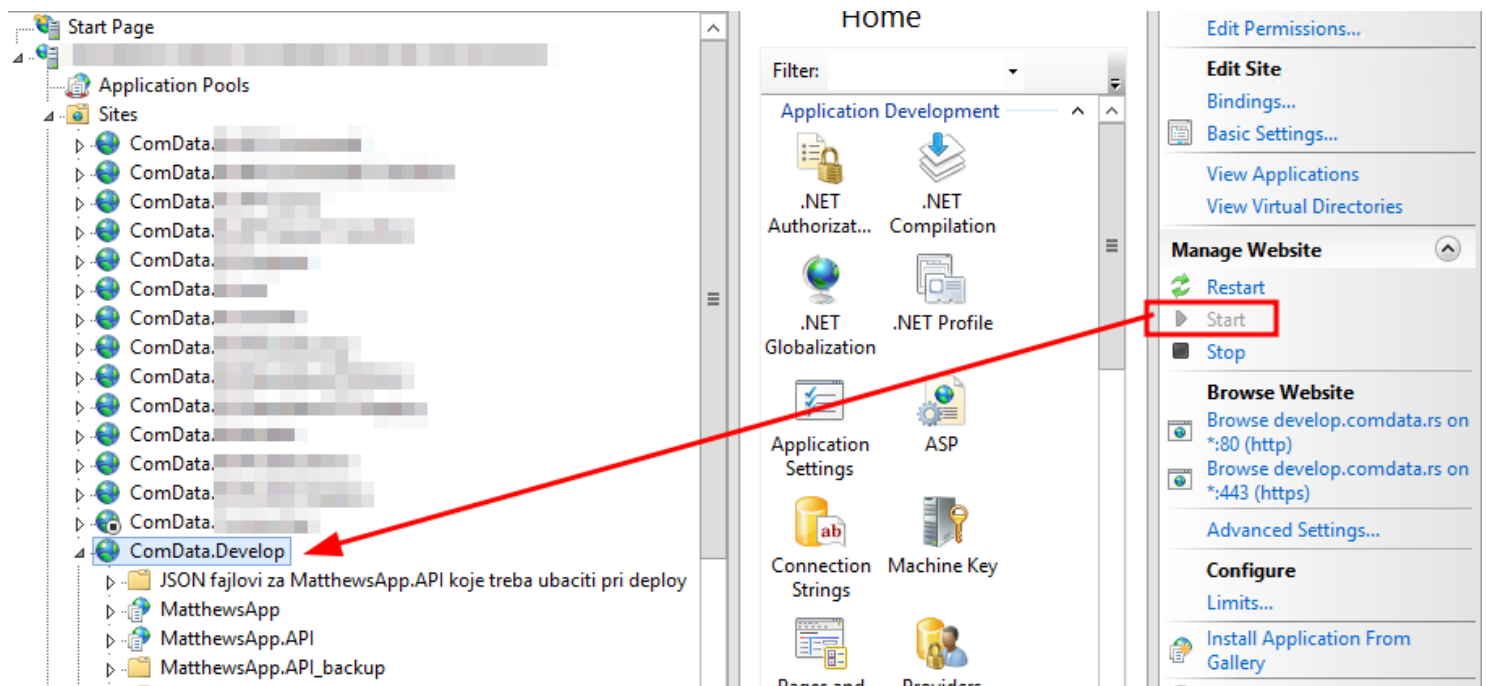 Start Page
Application Pools
Sites
ComData.
ComData.
ComData.
ComData.
ComData.
ComData.
ComData.
ComData.
ComData.
ComData.
ComData.
ComData.
ComData.
ComData.
ComData.Develop
JSON fajlovi za MatthewsApp.API koje treba ubaciti pri deploy
MatthewsApp
MatthewsApp.API
MatthewsApp.API_backup
Home
Filter:
Application Development
.NET
Authorizat...
.NET
Compilation
.NET
Globalization
.NET Profile
Application
Settings
ASP
ab
Connection
Strings
Machine Key
Pages and
Providers
Edit Permissions...
Edit Site
Bindings...
Basic Settings...
View Applications
View Virtual Directories
Manage Website
Restart
Start
Stop
Browse Website
Browse develop.comdata.rs on
*:80 (http)
Browse develop.comdata.rs on
*:443 (https)
Advanced Settings...
Configure
Limits...
Install Application From
Gallery